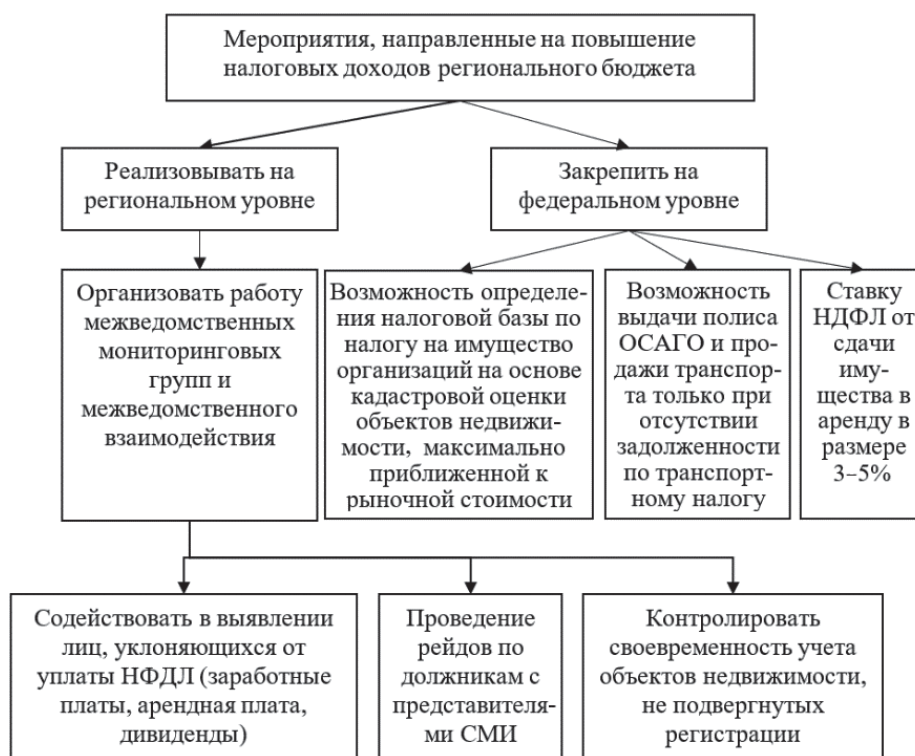 Мероприятия, направленные на повышение
налоговых доходов регионального бюджета
Реализовывать на
региональном уровне
Закрепить на
федеральном уровне
Организовать работу
межведомственных
мониторинговых
групп и
межведомственного
взаимодействия
Возможность определе-
ния налоговой базы по
налогу на имущество
организаций на основе
кадастровой оценки
объектов недвижи-
мости, максимально
приближенной к
рыночной стоимости
Возможность
выдачи полиса
ОСАГО и про-
дажи транспор-
та только при
отсутствии
задолженности
по транспорт-
ному налогу
Ставку
НДФЛ от
сдачи
иму-
щества в
аренду в
размере
3–5%
Содействовать в выявлении
лиц, уклоняющихся от
уплаты НФДЛ (заработные
платы, арендная плата,
дивиденды)
Проведение
рейдов по
должникам с
представителя-
ми СМИ
Контролировать
своевременность учета
объектов недвижимости,
не подвергнутых
регистрации